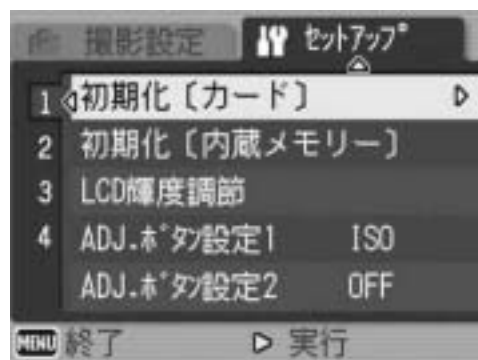 撮影設定 セットアップ
1 初期化〔カード〕
2 初期化〔内蔵メモリー〕
3 LCD輝度調節
4 ADJ.ボタン設定1 ISO
ADJ.ボタン設定2 OFF
MENU 終了 実行